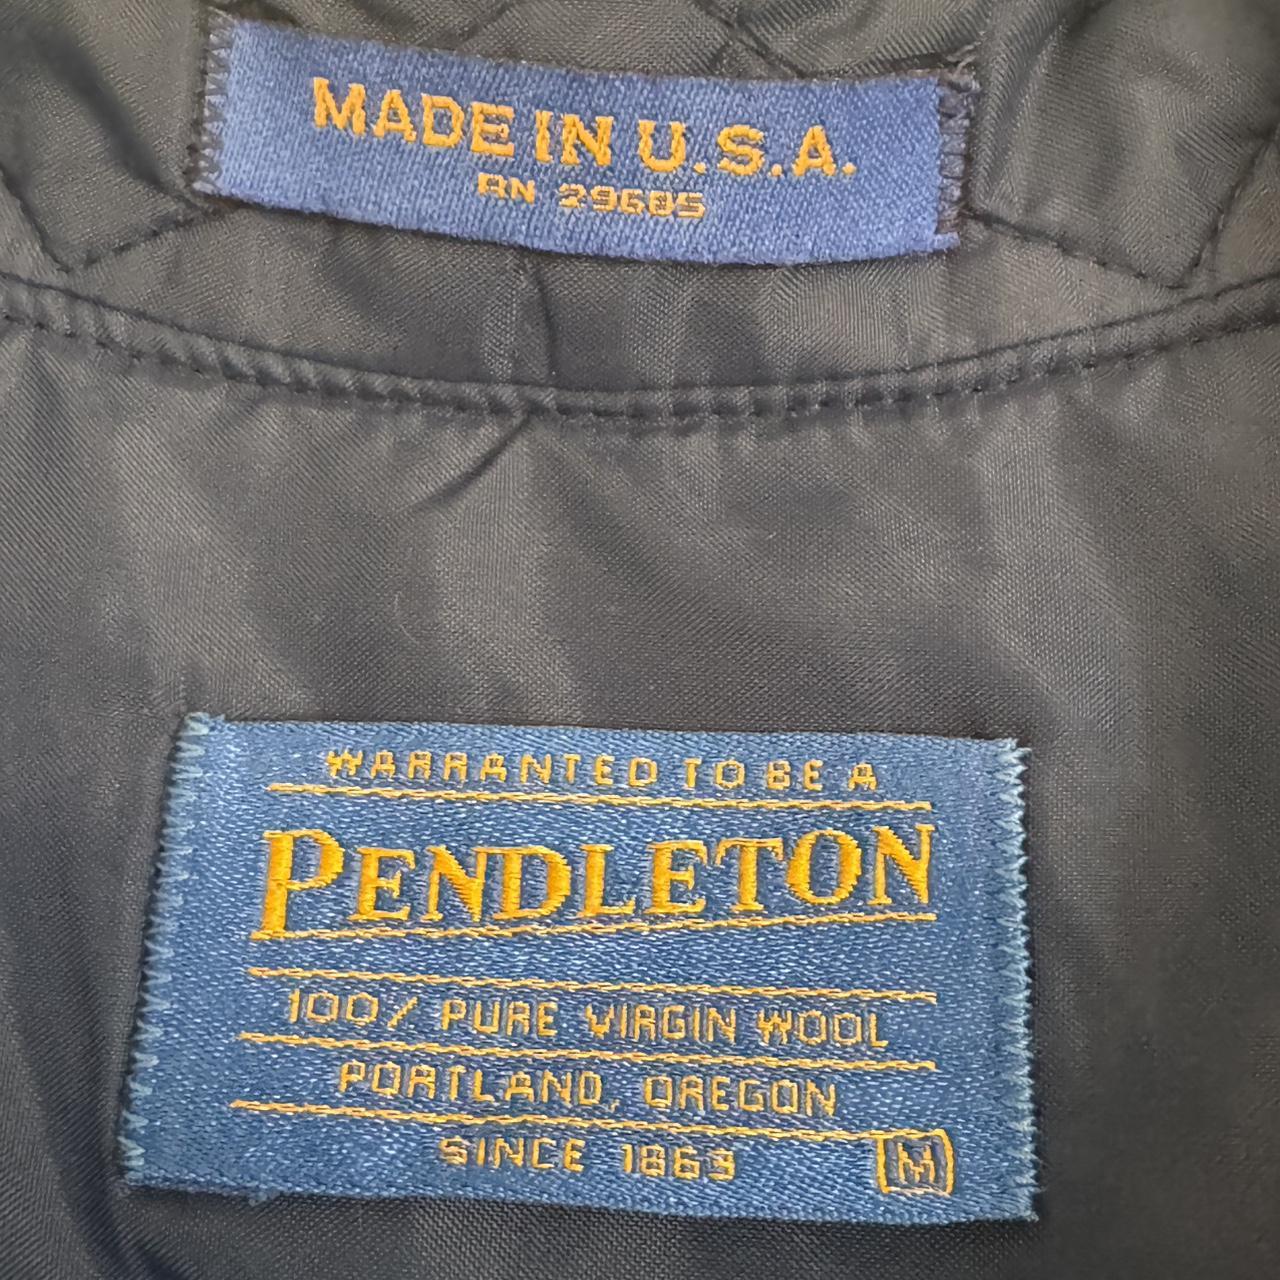 MADE IN U.S.A.
RN 29685
WARRANTED TO BE A
PENDLETON
100% PURE VIRGIN WOOL
PORTLAND, OREGON
SINCE 1863
M